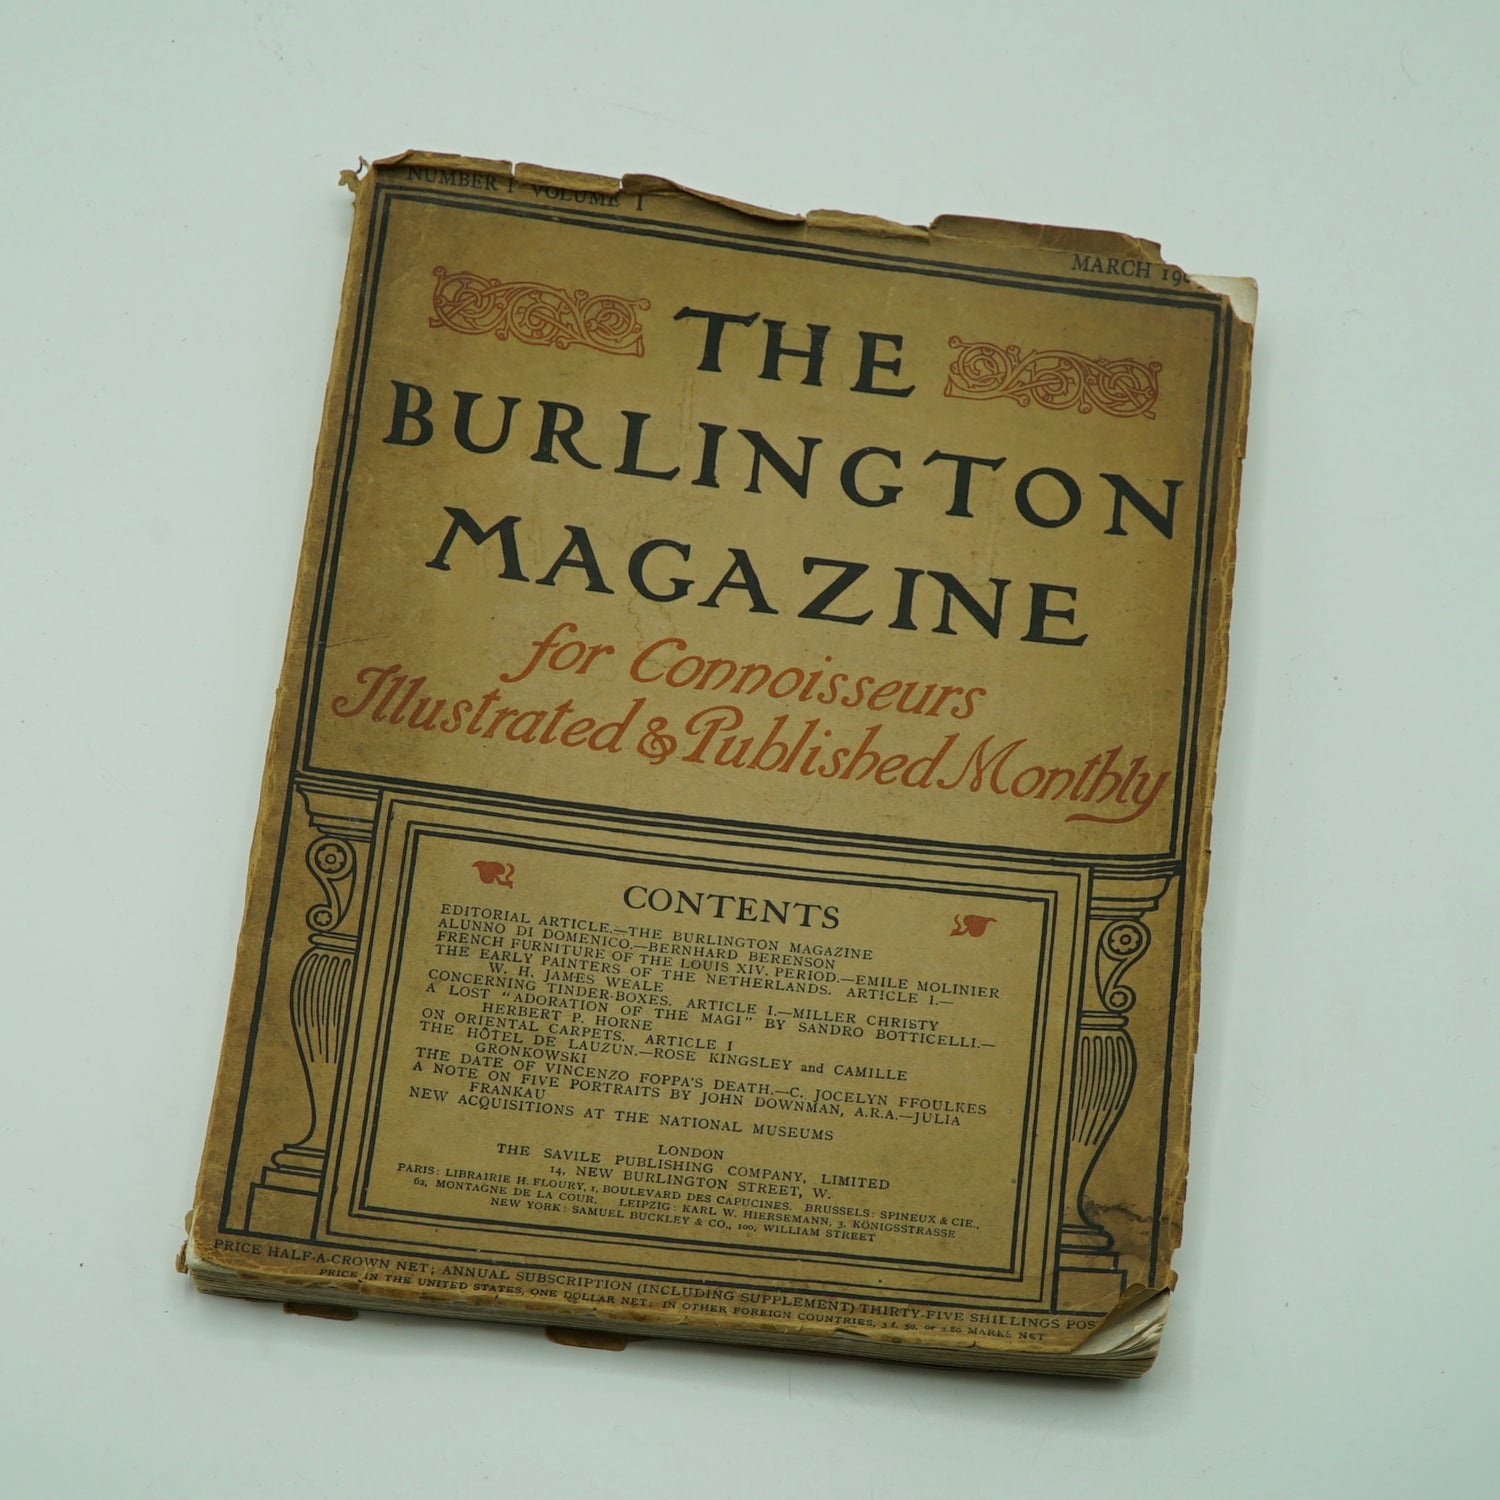 NUMBER I VOLUME I
MARCH
THE
BURLINGTON
MAGAZINE
for Connoisseurs
Illustrated & Published Monthly
CONTENTS
EDITORIAL ARTICLE.—THE BURLINGTON MAGAZINE
ALUNNO DI DOMENICO.—BERNHARD BERENSON
FRENCH FURNITURE OF THE LOUIS XIV. PERIOD.—EMILE MOLINIER
THE EARLY PAINTERS OF THE NETHERLANDS. ARTICLE I.—
W. H. JAMES WEALE
CONCERNING TINDER-BOXES. ARTICLE I.—MILLER CHRISTY
A LOST "ADORATION OF THE MAGI" BY SANDRO BOTTICELLI.—
HERBERT P. HORNE
ON ORIENTAL CARPETS. ARTICLE I
THE HÔTEL DE LAUZUN.—ROSE KINGSLEY and CAMILLE
GRONKOWSKI
THE DATE OF VINCENZO FOPPA'S DEATH.—C. JOCELYN FFOULKES
A NOTE ON FIVE PORTRAITS BY JOHN DOWNMAN, A.R.A.—JULIA
FRANKAU
NEW ACQUISITIONS AT THE NATIONAL MUSEUMS
LONDON
THE SAVILE PUBLISHING COMPANY, LIMITED
14, NEW BURLINGTON STREET, W.
PARIS: LIBRAIRIE H. FLOURY, 1, BOULEVARD DES CAPUCINES. BRUSSELS: SPINEUX & CIE.,
62, MONTAGNE DE LA COUR. LEIPZIG: KARL W. HIERSEMANN, 3, KÖNIGSSTRASSE
NEW YORK: SAMUEL BUCKLEY & CO., 100, WILLIAM STREET
PRICE HALF-A-CROWN NET; ANNUAL SUBSCRIPTION (INCLUDING SUPPLEMENT) THIRTY-FIVE SHILLINGS
PRICE IN THE UNITED STATES, ONE DOLLAR NET; IN OTHER FOREIGN COUNTRIES, 3 f. 50. or 2.80 MARKS NET